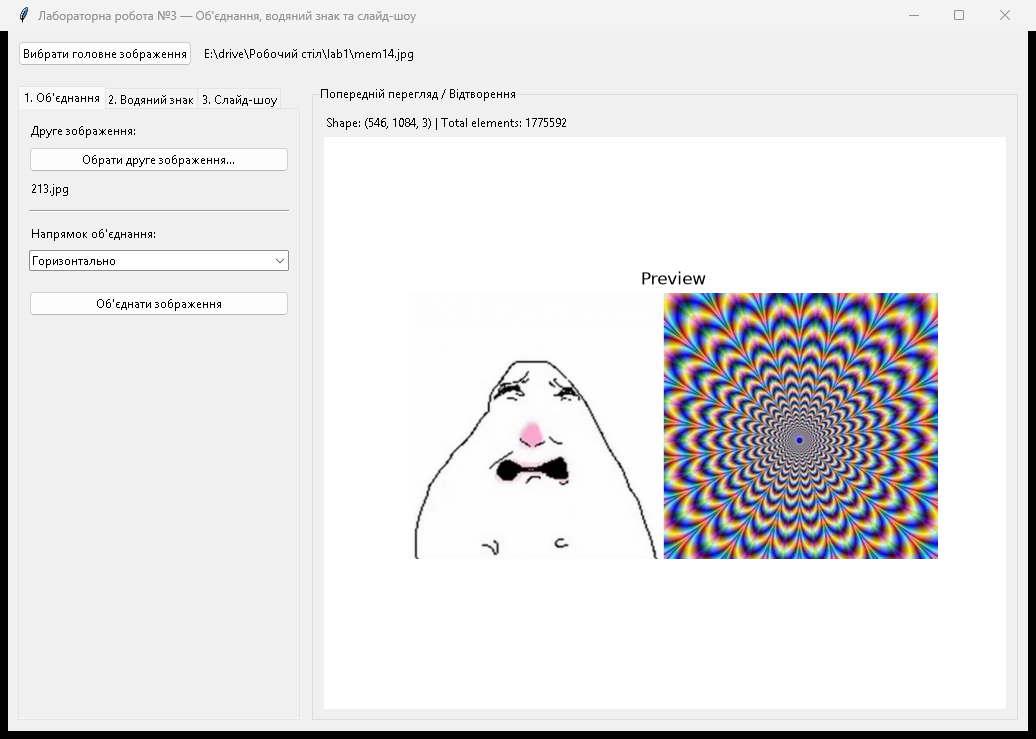 Лабораторна робота №3 — Об'єднання, водяний знак та слайд-шоу
Вибрати головне зображення E:\drive\Робочий стіл\lab1\mem14.jpg
1. Об'єднання 2. Водяний знак 3. Слайд-шоу
Друге зображення:
Обрати друге зображення...
213.jpg
Напрямок об'єднання:
Горизонтально
Об'єднати зображення
Попередній перегляд / Відтворення
Shape: (546, 1084, 3) | Total elements: 1775592
Preview